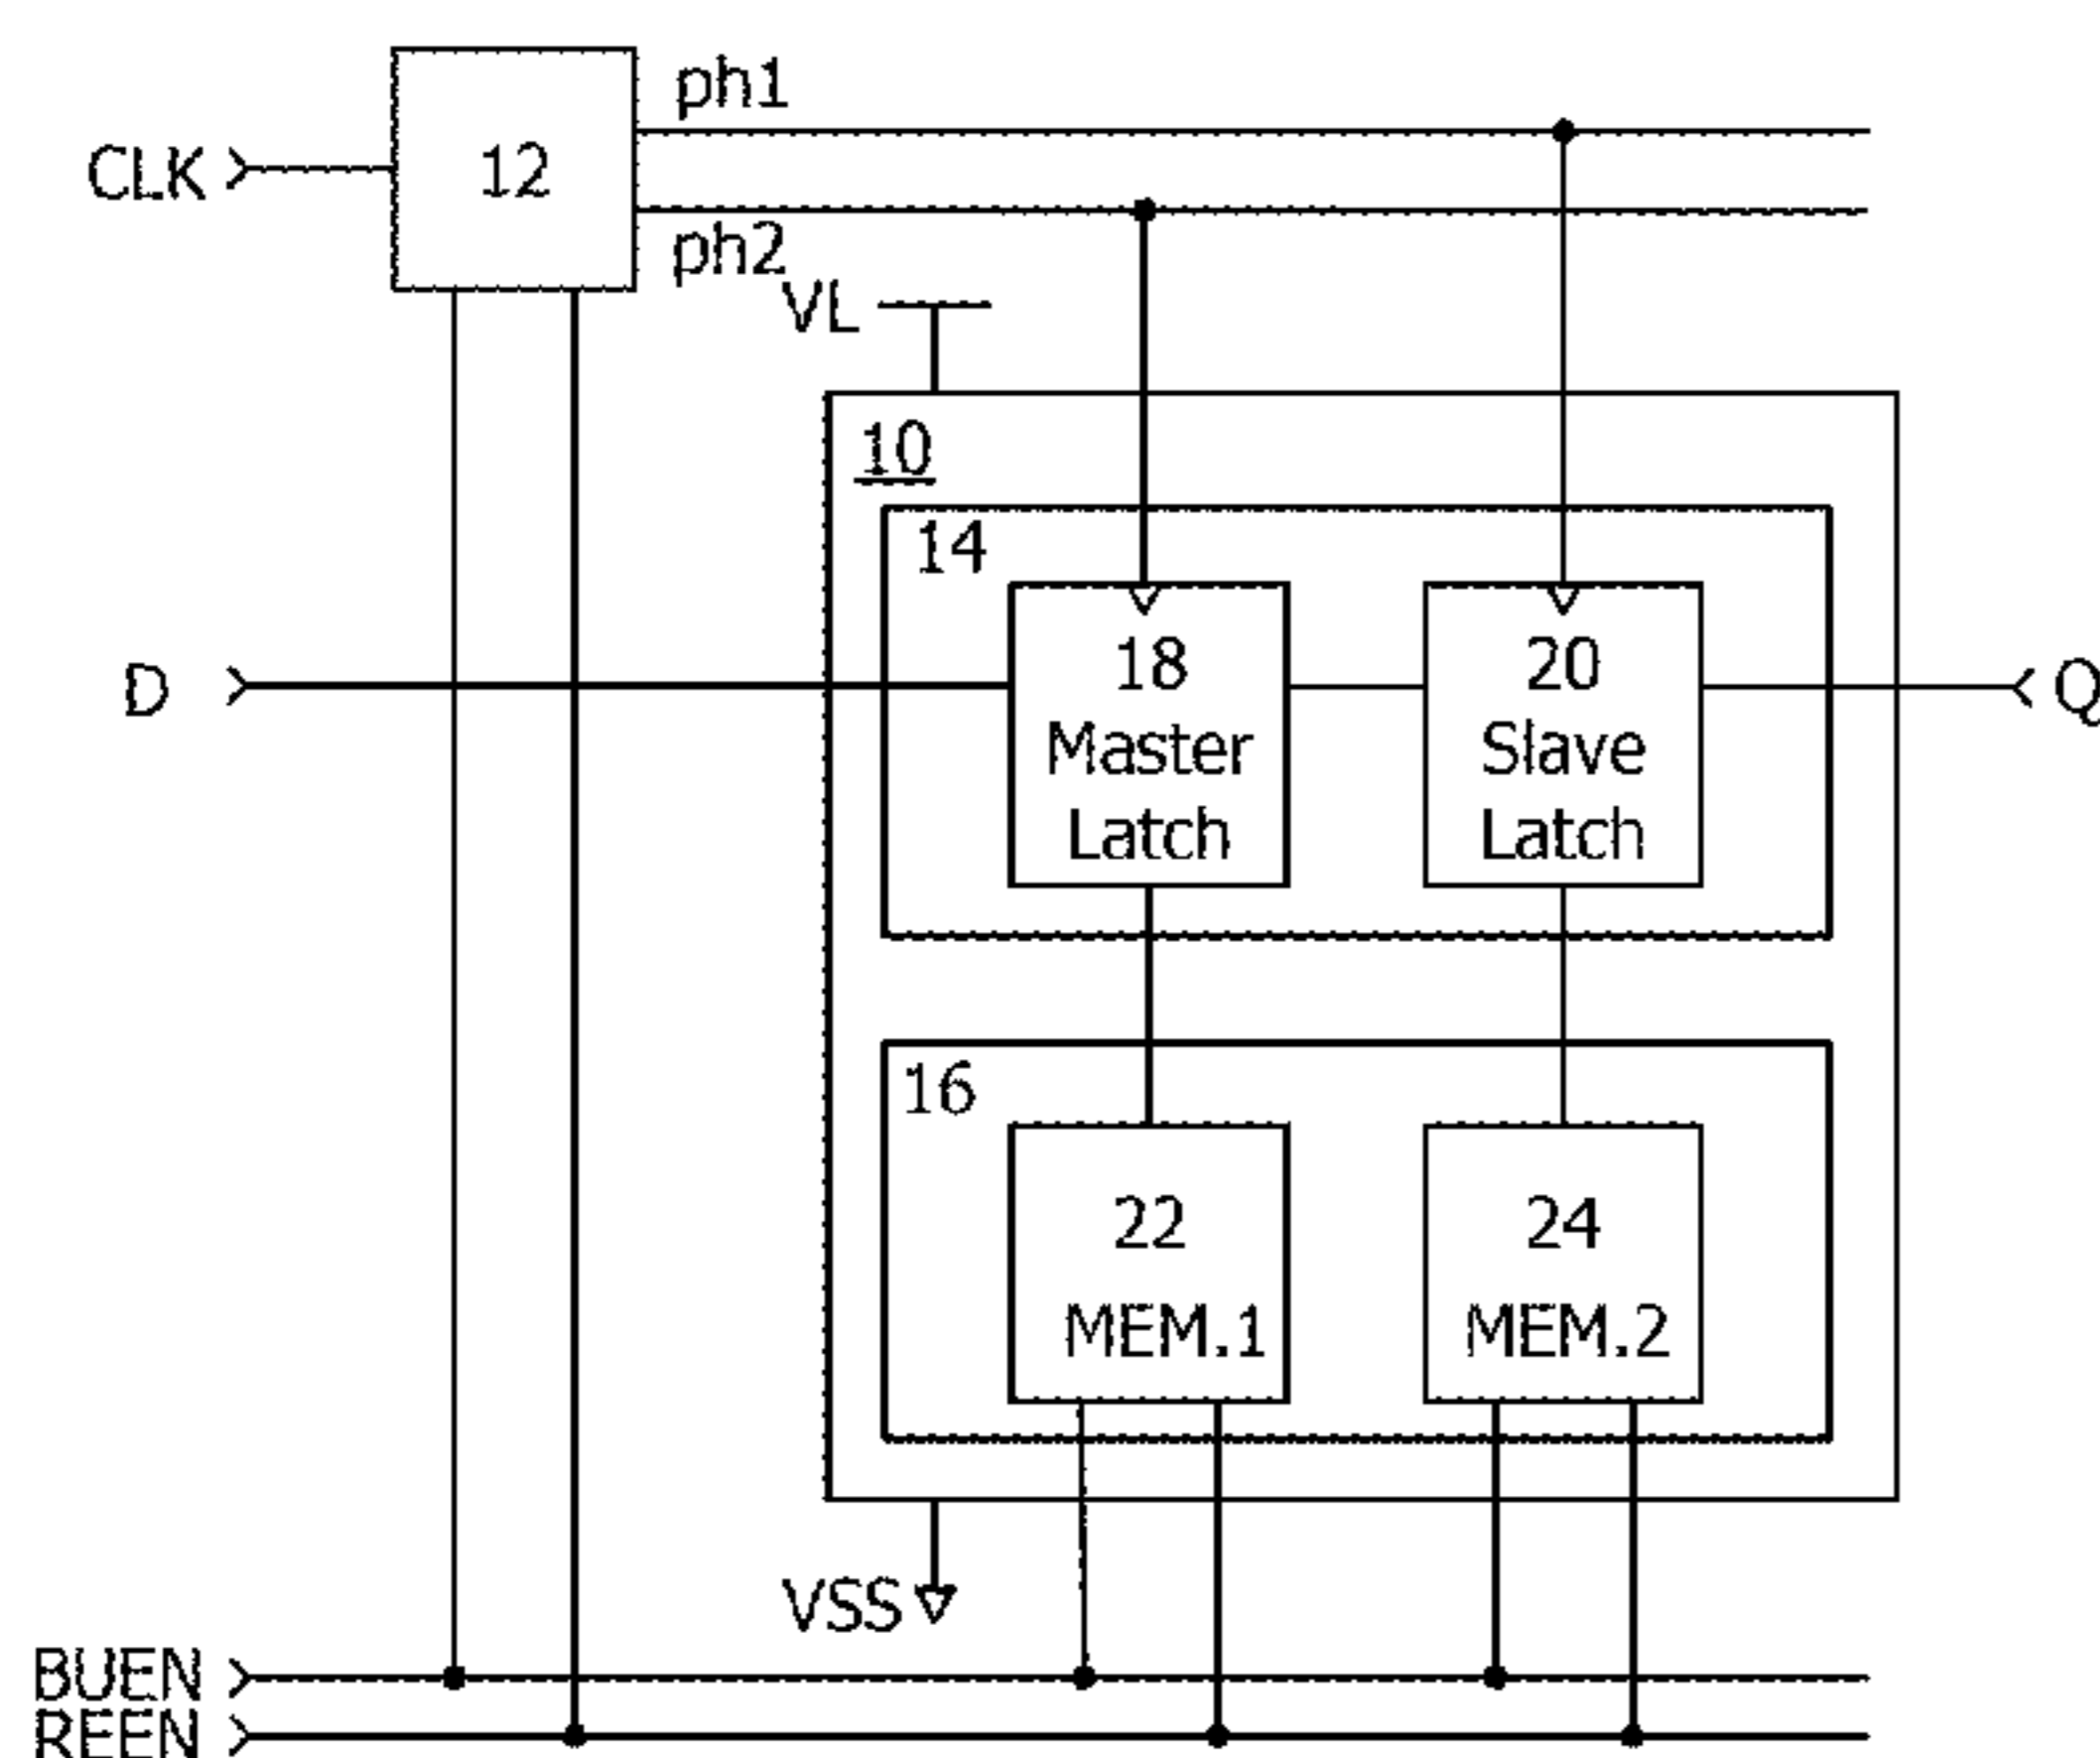 ph1
CLK
12
ph2
VL
10
14
D
18
Master
Latch
20
Slave
Latch
Q
16
22
MEM.1
24
MEM.2
VSS
BUEN
REEN